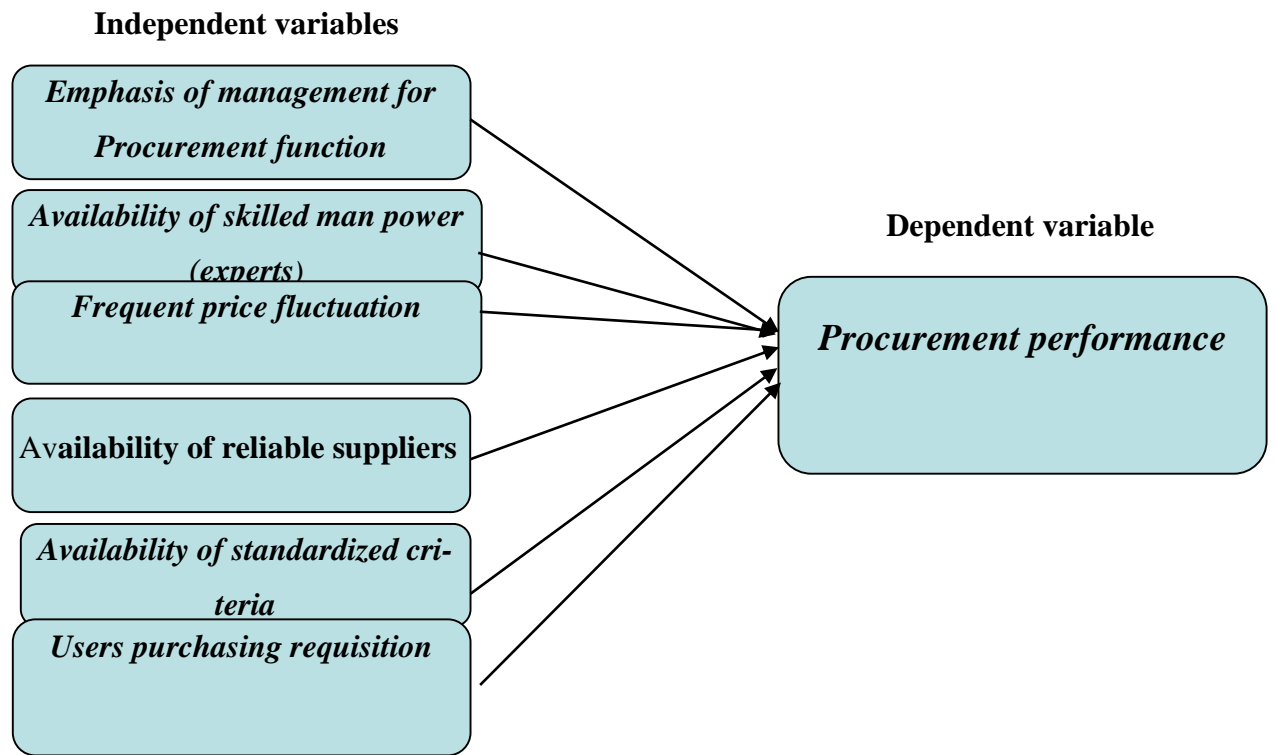 Independent variables
Emphasis of management for
Procurement function
Availability of skilled man power
(experts)
Frequent price fluctuation
Availability of reliable suppliers
Availability of standardized cri-
teria
Users purchasing requisition
Dependent variable
Procurement performance